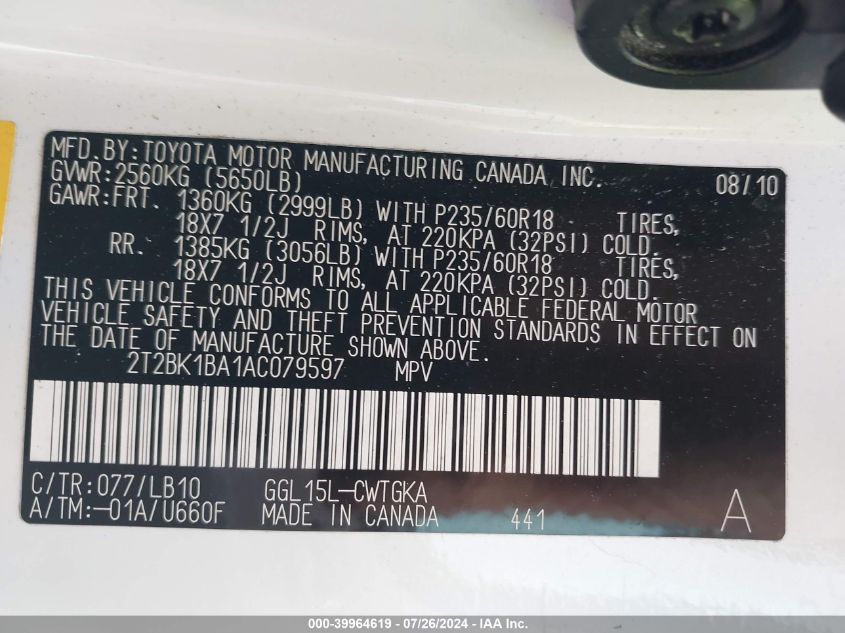 MFD.BY:TOYOTA MOTOR MANUFACTURING CANADA INC. 08/10
GVWR:2560KG (5650LB)
GAWR:FRT. 1360KG (2999LB) WITH P235/60R18 TIRES,
18X7 1/2J RIMS, AT 220KPA (32PSI) COLD.
RR. 1385KG (3056LB) WITH P235/60R18 TIRES,
18X7 1/2J RIMS, AT 220KPA (32PSI) COLD.
THIS VEHICLE CONFORMS TO ALL APPLICABLE FEDERAL MOTOR
VEHICLE SAFETY AND THEFT PREVENTION STANDARDS IN EFFECT ON
THE DATE OF MANUFACTURE SHOWN ABOVE.
2T2BK1BA1AC079597 MPV
C/TR:077/LB10 GGL15L-CWTGKA
A/TM:-01A/U660F MADE IN CANADA 441 A
000-39964619 - 07/26/2024 - IAA Inc.